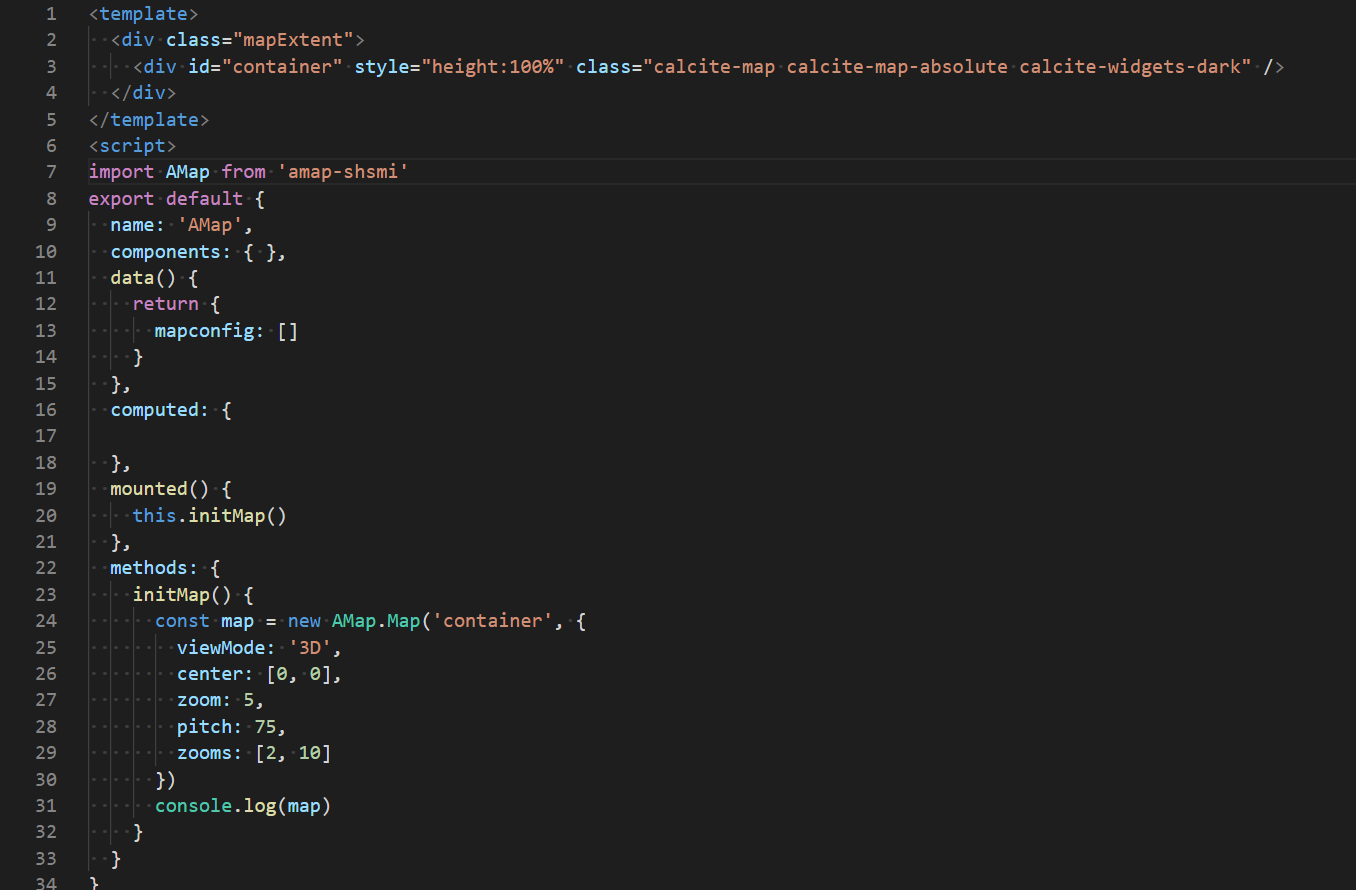 1 <template>
2   <div class="mapExtent">
3     <div id="container" style="height:100%" class="calcite-map calcite-map-absolute calcite-widgets-dark" />
4   </div>
5 </template>
6 <script>
7 import AMap from 'amap-shsmi'
8 export default {
9   name: 'AMap',
10   components: { },
11   data() {
12     return {
13       mapconfig: []
14     }
15   },
16   computed: {
17
18   },
19   mounted() {
20     this.initMap()
21   },
22   methods: {
23     initMap() {
24       const map = new AMap.Map('container', {
25         viewMode: '3D',
26         center: [0, 0],
27         zoom: 5,
28         pitch: 75,
29         zooms: [2, 10]
30       })
31       console.log(map)
32     }
33   }
34 }